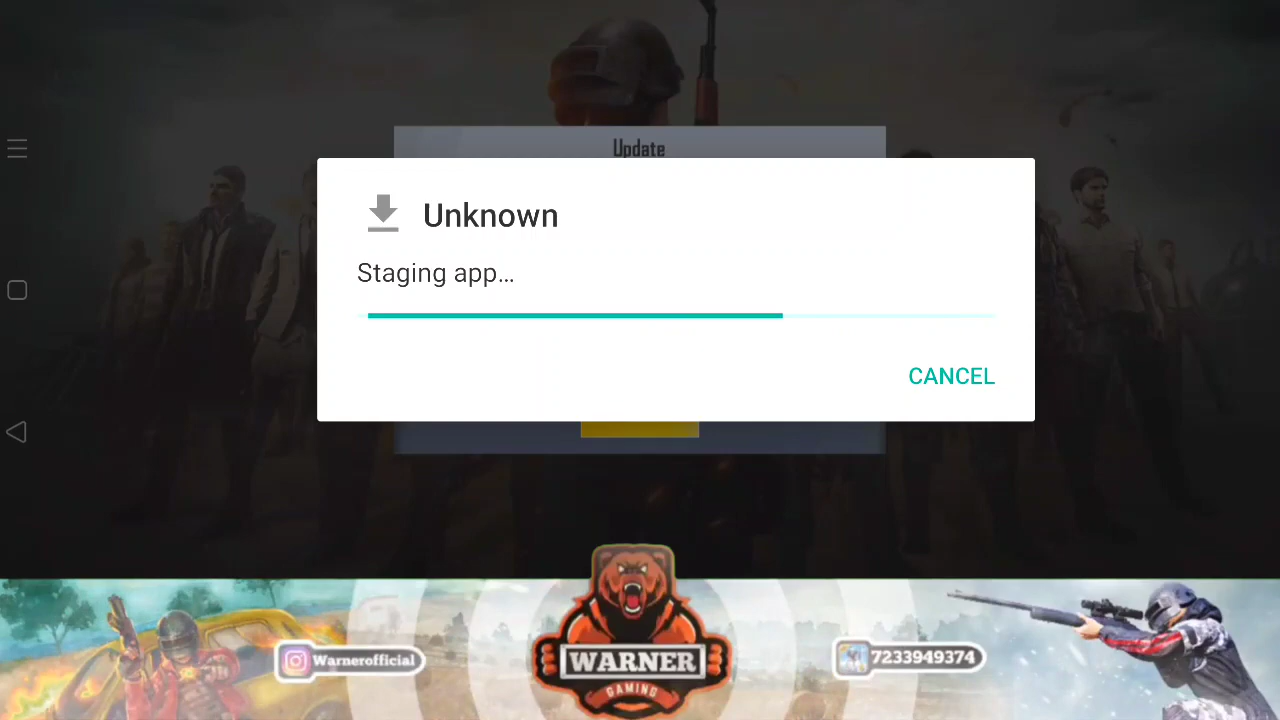 Update
Unknown
Staging app...
CANCEL
Warnerofficial
WARNER
GAMING
7233949374